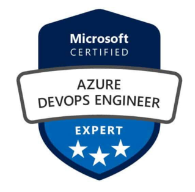 Microsoft
CERTIFIED
AZURE
DEVOPS ENGINEER
EXPERT